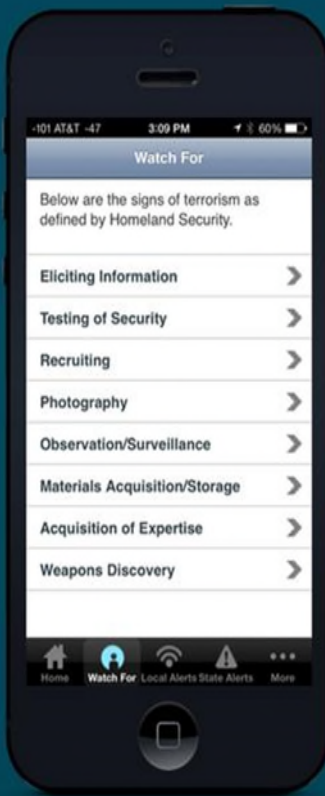 -101 AT&T -47 3:09 PM 60%
Watch For
Below are the signs of terrorism as
defined by Homeland Security.
Eliciting Information
Testing of Security
Recruiting
Photography
Observation/Surveillance
Materials Acquisition/Storage
Acquisition of Expertise
Weapons Discovery
Home Watch For Local Alerts State Alerts More